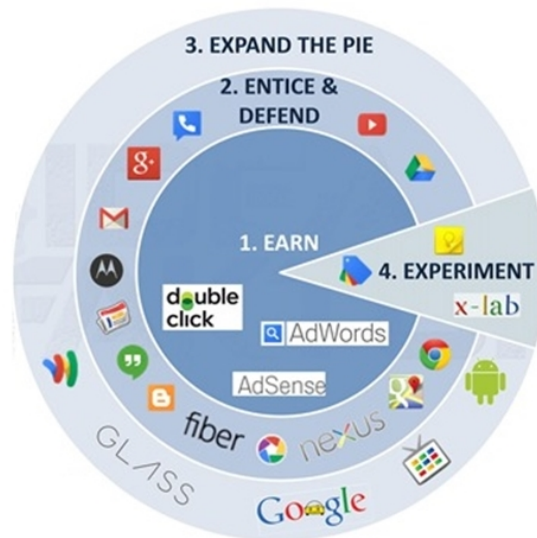 3. EXPAND THE PIE
2. ENTICE &
DEFEND
g+
1. EARN
4. EXPERIMENT
x-lab
double
click
AdWords
AdSense
fiber
nexus
GLASS
Google